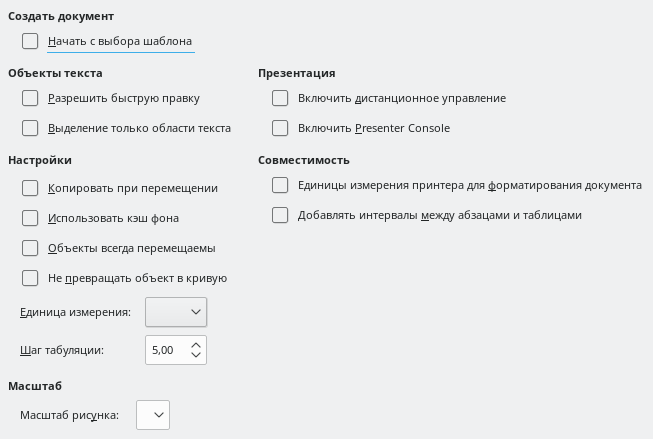 Создать документ
Начать с выбора шаблона
Объекты текста
Разрешить быструю правку
Выделение только области текста
Презентация
Включить дистанционное управление
Включить Presenter Console
Настройки
Копировать при перемещении
Использовать кэш фона
Объекты всегда перемещаемы
Не превращать объект в кривую
Единица измерения:
Шаг табуляции: 5,00
Совместимость
Единицы измерения принтера для форматирования документа
Добавлять интервалы между абзацами и таблицами
Масштаб
Масштаб рисунка: